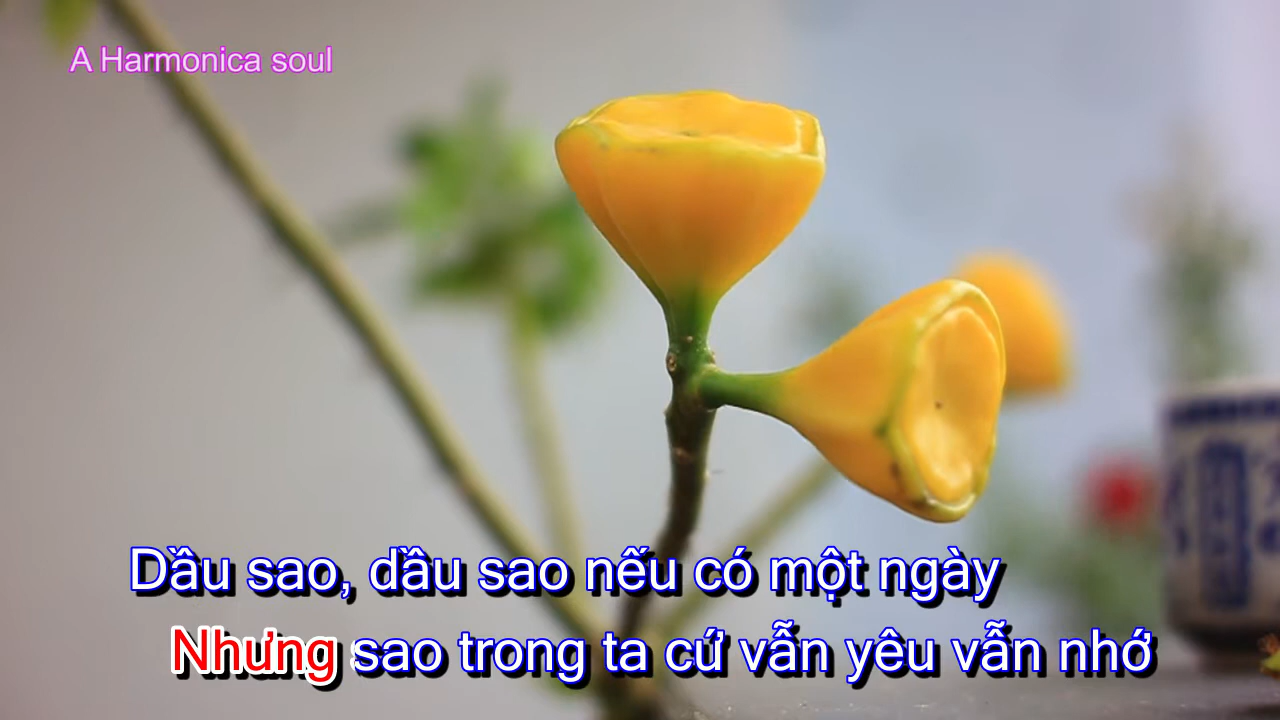 A Harmonica soul
Dầu sao, dầu sao nếu có một ngày
Nhưng sao trong ta cứ vẫn yêu vẫn nhớ